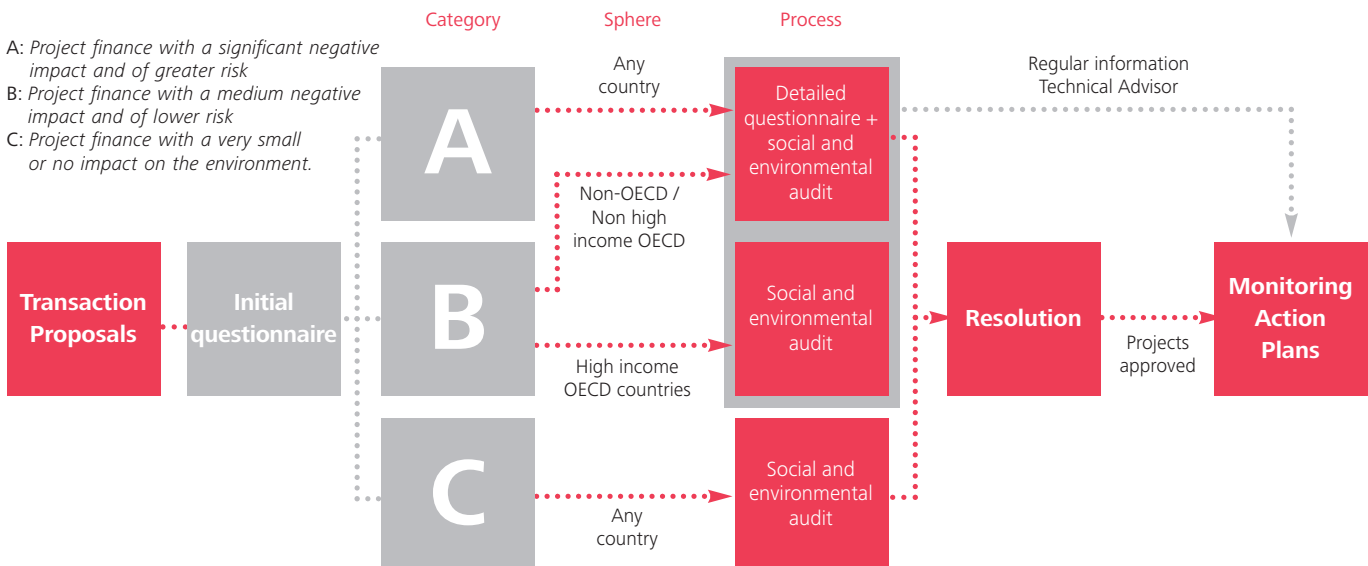 Category
Sphere
Process
A: Project finance with a significant negative
impact and of greater risk
B: Project finance with a medium negative
impact and of lower risk
C: Project finance with a very small
or no impact on the environment.
A
Any
country
Detailed
questionnaire +
social and
environmental
audit
Regular information
Technical Advisor
Non-OECD /
Non high
income OECD
Transaction
Proposals
Initial
questionnaire
B
High income
OECD countries
Social and
environmental
audit
Resolution
Projects
approved
Monitoring
Action
Plans
C
Any
country
Social and
environmental
audit